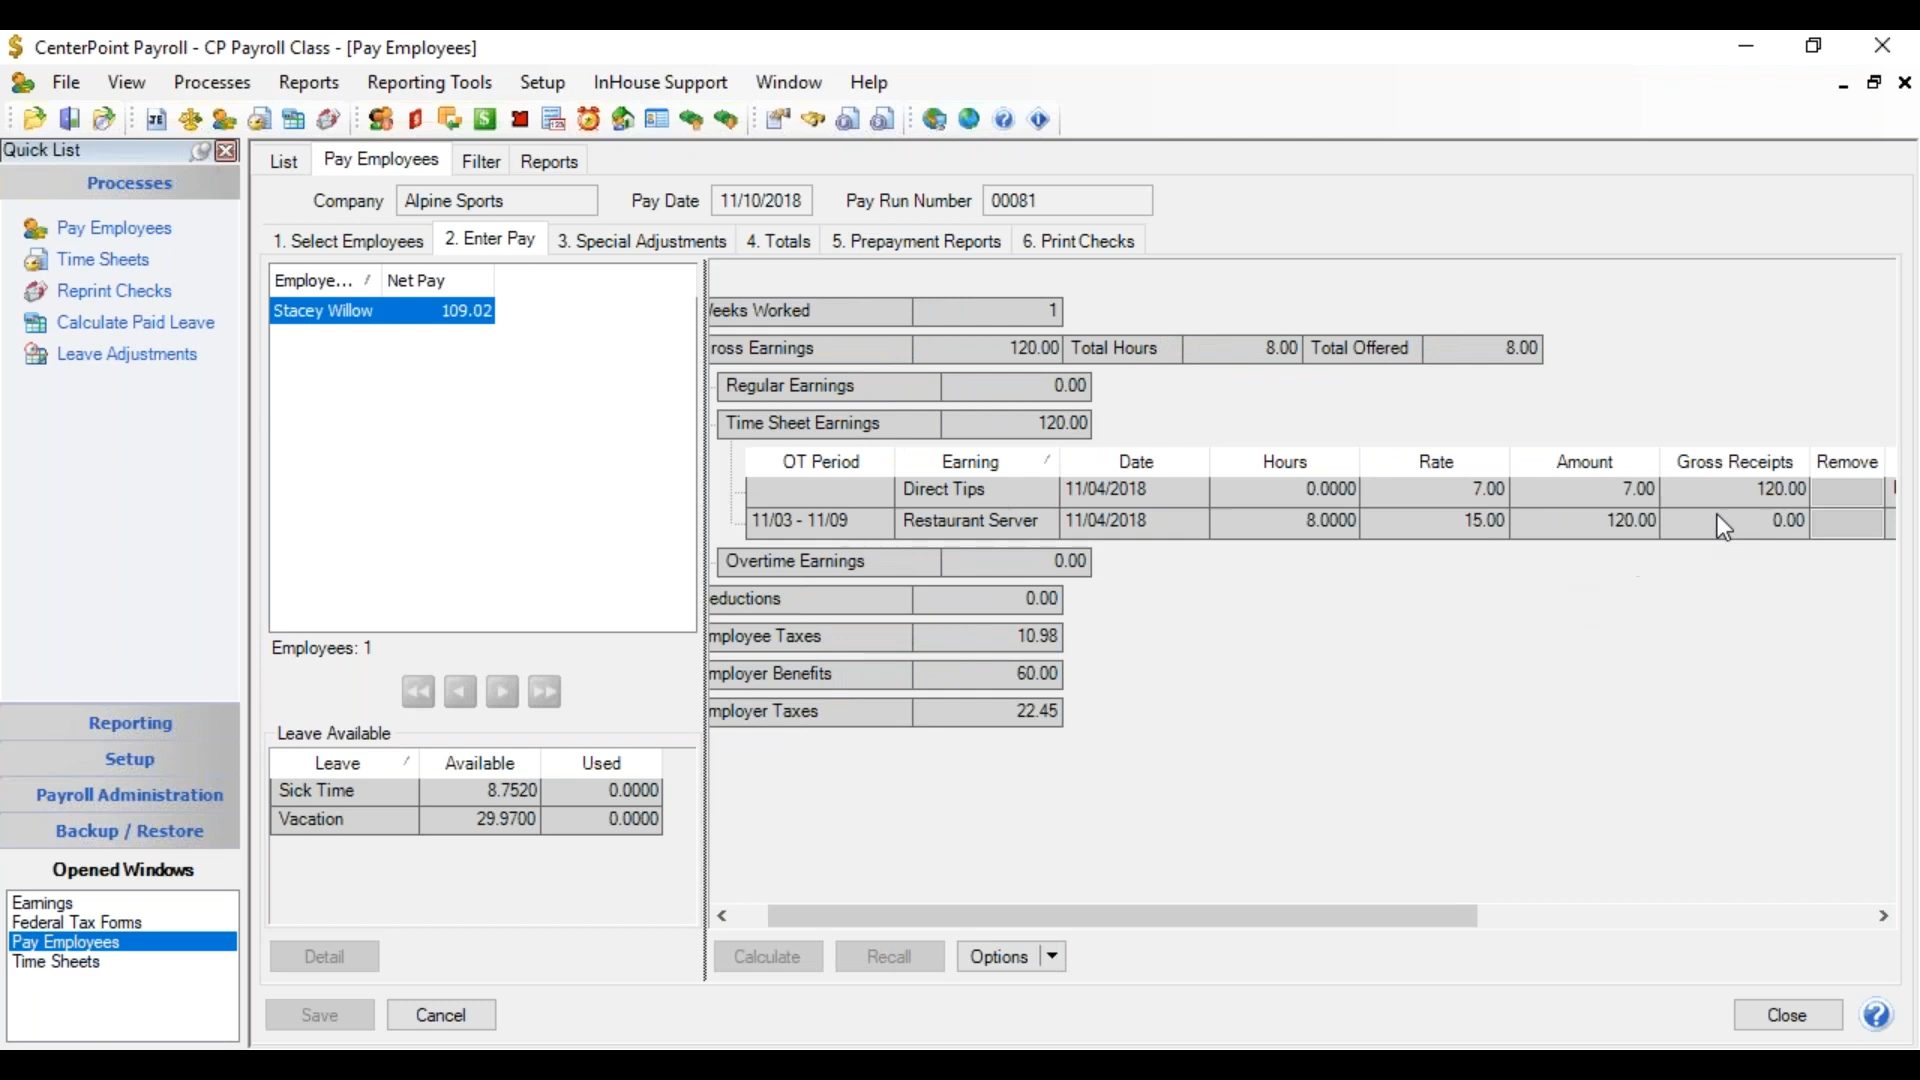 CenterPoint Payroll - CP Payroll Class - [Pay Employees]
File View Processes Reports Reporting Tools Setup InHouse Support Window Help
Quick List
Processes
Pay Employees
Time Sheets
Reprint Checks
Calculate Paid Leave
Leave Adjustments
Reporting
Setup
Payroll Administration
Backup / Restore
Opened Windows
Earnings
Federal Tax Forms
Pay Employees
Time Sheets
List Pay Employees Filter Reports
Company Alpine Sports Pay Date 11/10/2018 Pay Run Number 00081
1. Select Employees 2. Enter Pay 3. Special Adjustments 4. Totals 5. Prepayment Reports 6. Print Checks
Employe... Net Pay
Stacey Willow 109.02
Employees: 1
Leave Available
Leave Available Used
Sick Time 8.7520 0.0000
Vacation 29.9700 0.0000
Detail
eeks Worked 1
ross Earnings 120.00 Total Hours 8.00 Total Offered 8.00
Regular Earnings 0.00
Time Sheet Earnings 120.00
OT Period Earning Date Hours Rate Amount Gross Receipts Remove
Direct Tips 11/04/2018 0.0000 7.00 7.00 120.00
11/03 - 11/09 Restaurant Server 11/04/2018 8.0000 15.00 120.00 0.00
Overtime Earnings 0.00
eductions 0.00
mployee Taxes 10.98
mployer Benefits 60.00
mployer Taxes 22.45
Calculate Recall Options
Save Cancel Close